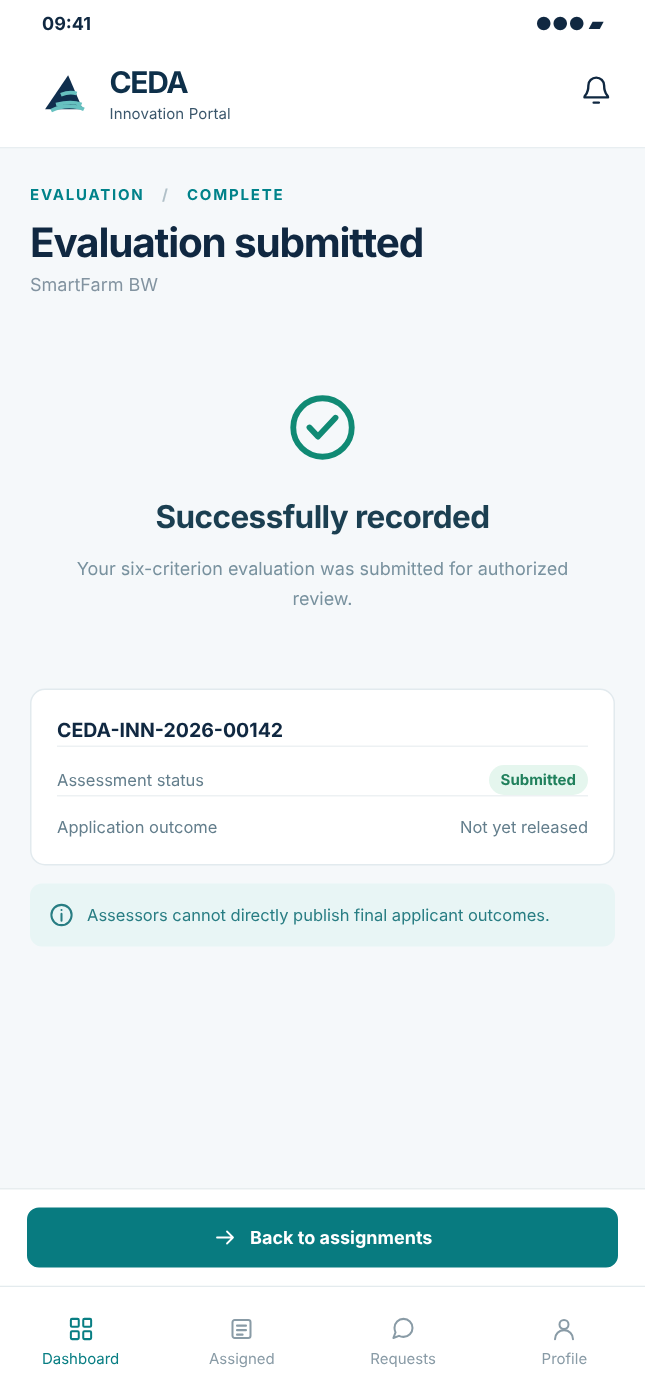 09:41
CEDA
Innovation Portal
EVALUATION / COMPLETE
Evaluation submitted
SmartFarm BW
Successfully recorded
Your six-criterion evaluation was submitted for authorized
review.
CEDA-INN-2026-00142
Assessment status Submitted
Application outcome Not yet released
Assessors cannot directly publish final applicant outcomes.
Back to assignments
Dashboard Assigned Requests Profile